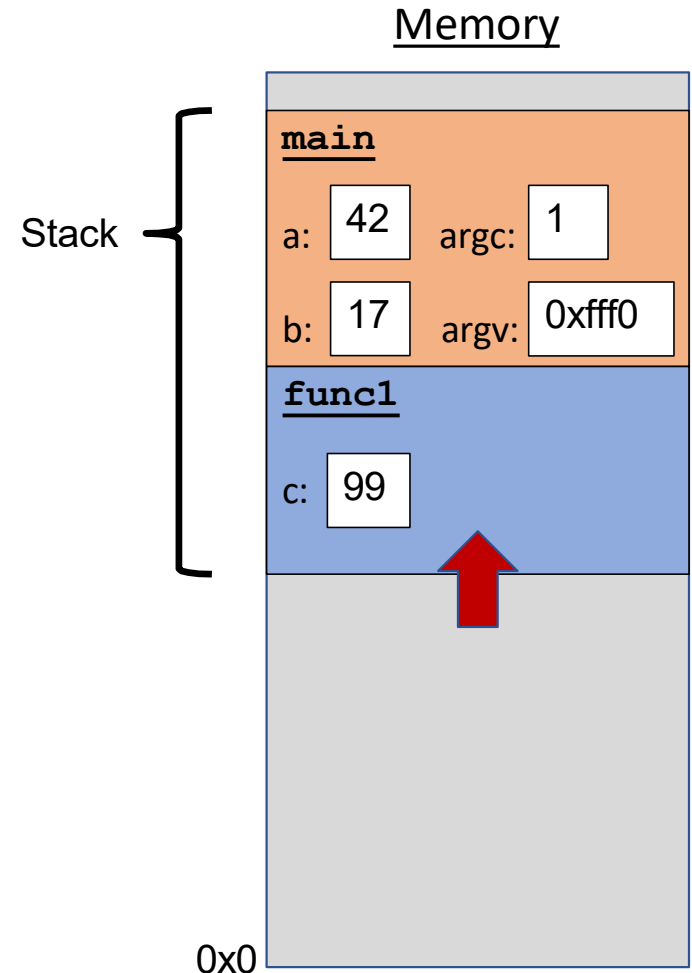 Memory
main
Stack
a: 42 argc: 1
b: 17 argv: 0xfff0
func1
c: 99
0x0